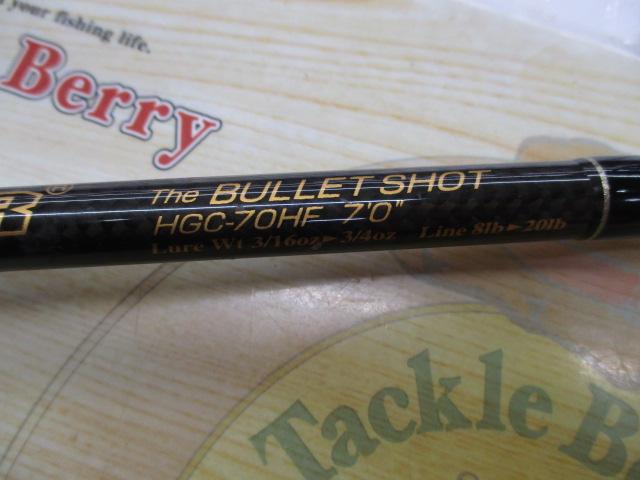 your fishing life.
Berry
The BULLET SHOT
HGC-70HF 7'0"
Lure Wt 3/16oz►3/4oz Line 8lb►20lb
Tackle B